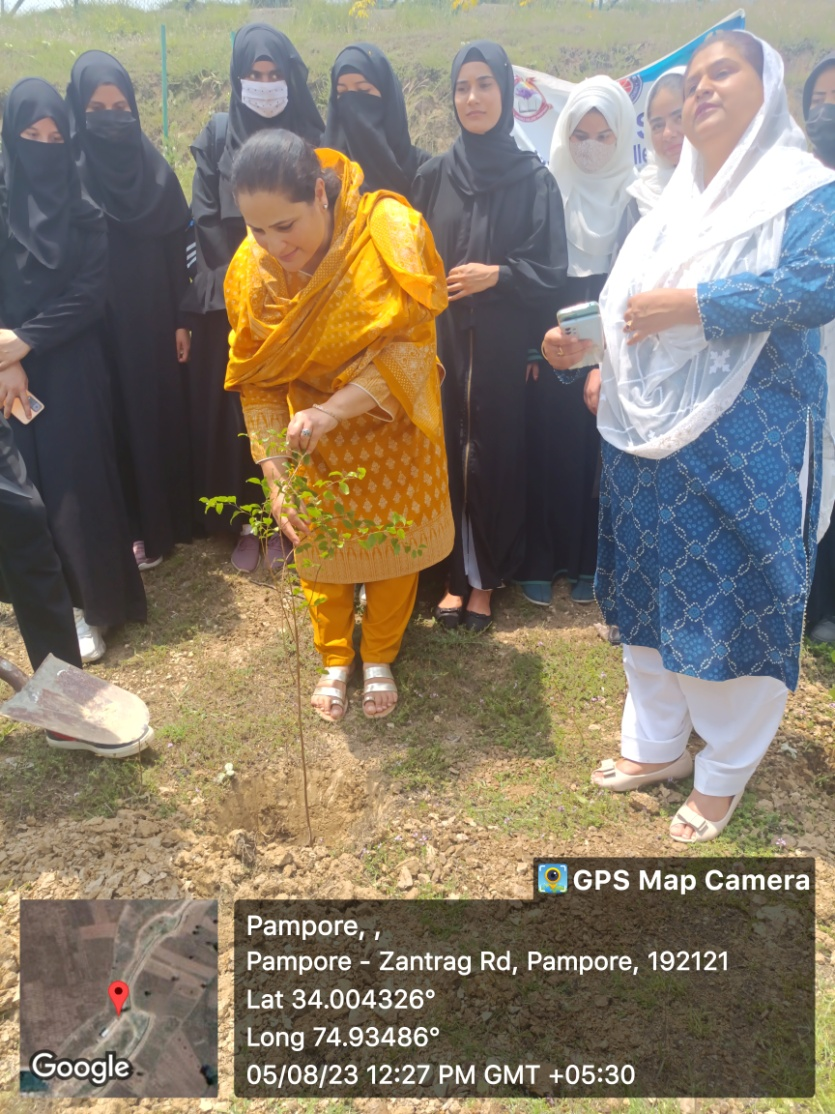 GPS Map Camera
Pampore, ,
Pampore - Zantrag Rd, Pampore, 192121
Lat 34.004326°
Long 74.93486°
05/08/23 12:27 PM GMT +05:30
Google